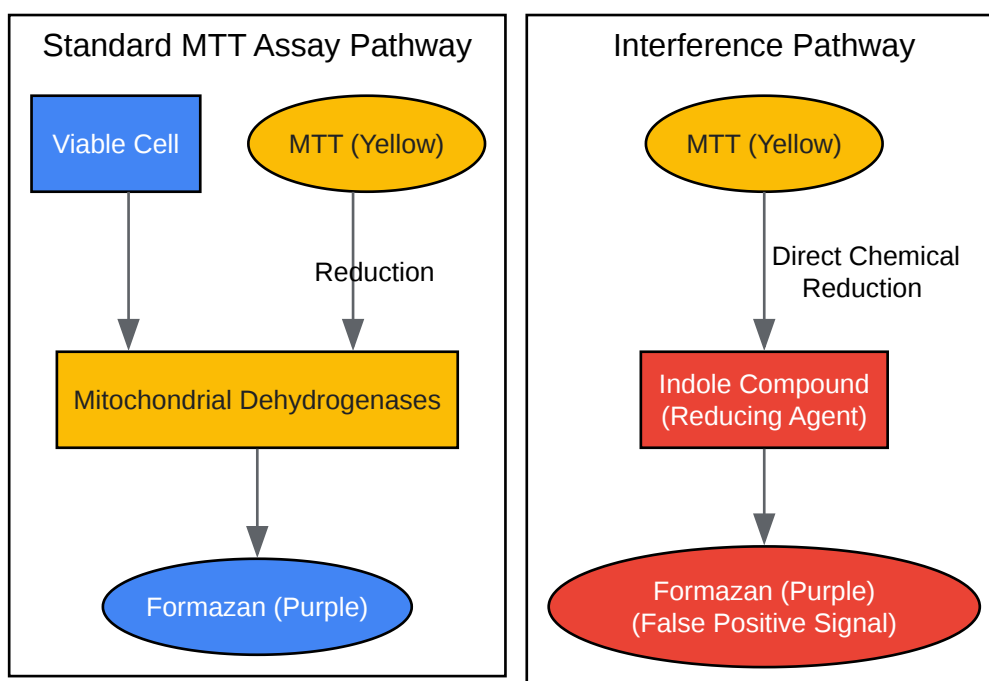 Standard MTT Assay Pathway
Viable Cell
MTT (Yellow)
Reduction
Mitochondrial Dehydrogenases
Formazan (Purple)
Interference Pathway
MTT (Yellow)
Direct Chemical
Reduction
Indole Compound
(Reducing Agent)
Formazan (Purple)
(False Positive Signal)